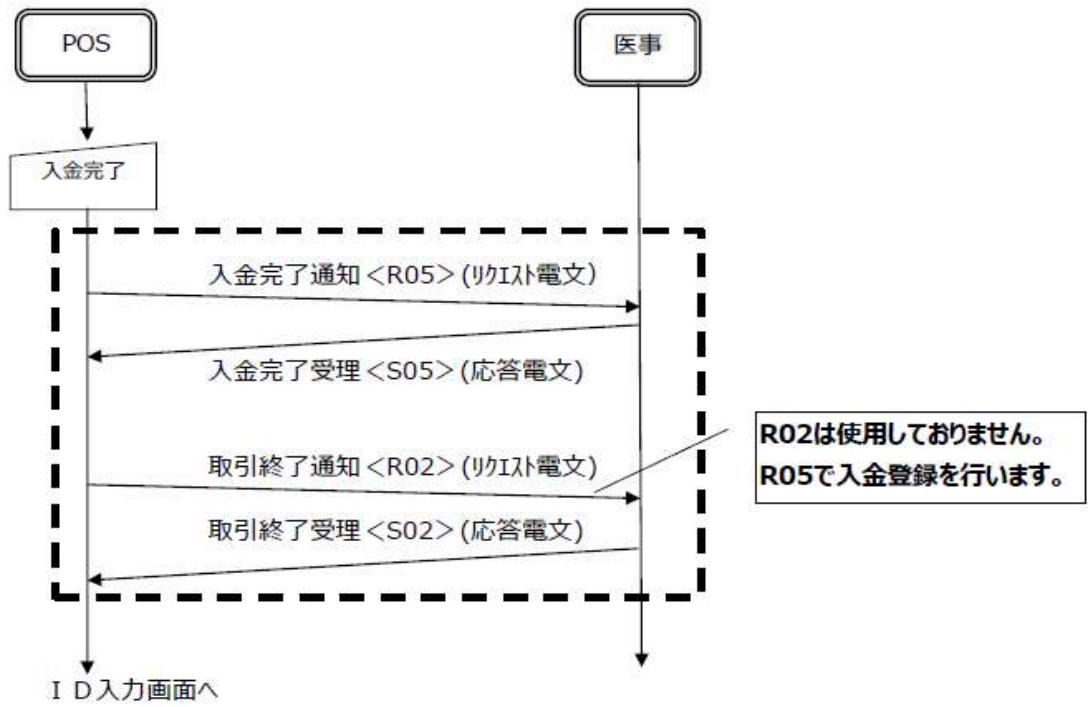 POS
医事
入金完了
入金完了通知＜R05＞(ﾘｸｴｽﾄ電文）
入金完了受理＜S05＞(応答電文)
R02は使用しておりません。
R05で入金登録を行います。
取引終了通知＜R02＞(ﾘｸｴｽﾄ電文)
取引終了受理＜S02＞(応答電文)
ＩＤ入力画面へ